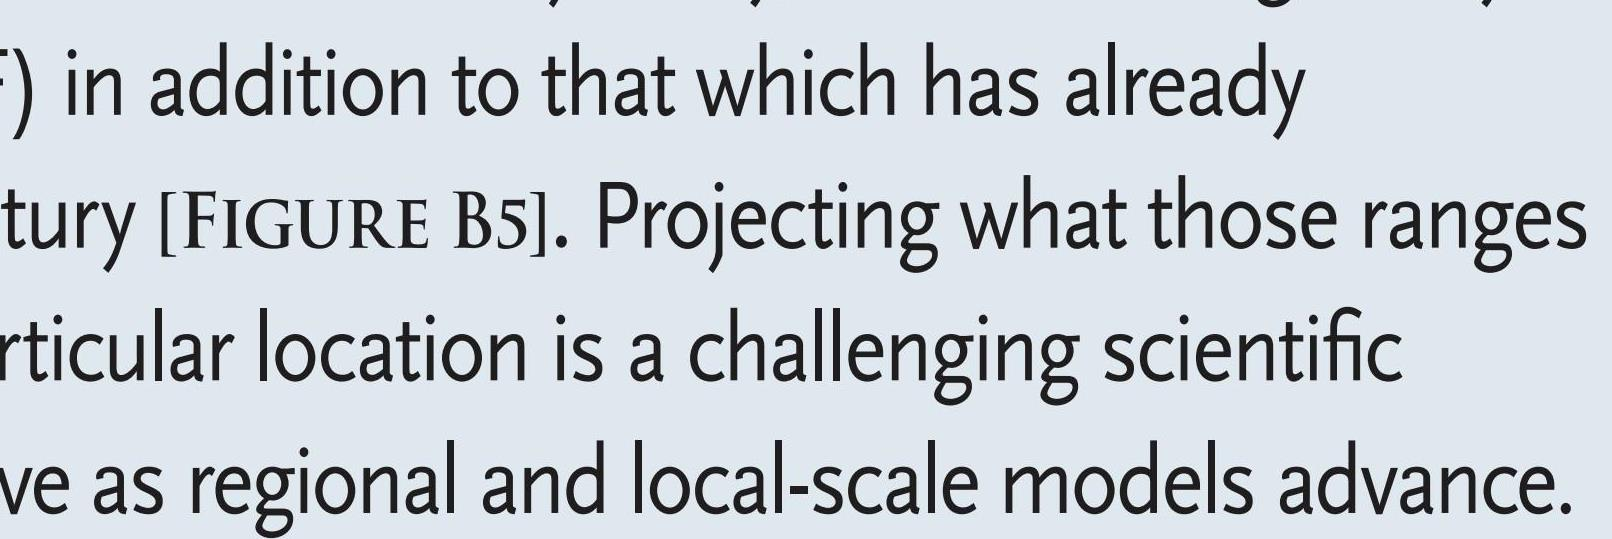 F) in addition to that which has already
tury [FIGURE B5]. Projecting what those ranges
rticular location is a challenging scientific
ve as regional and local-scale models advance.